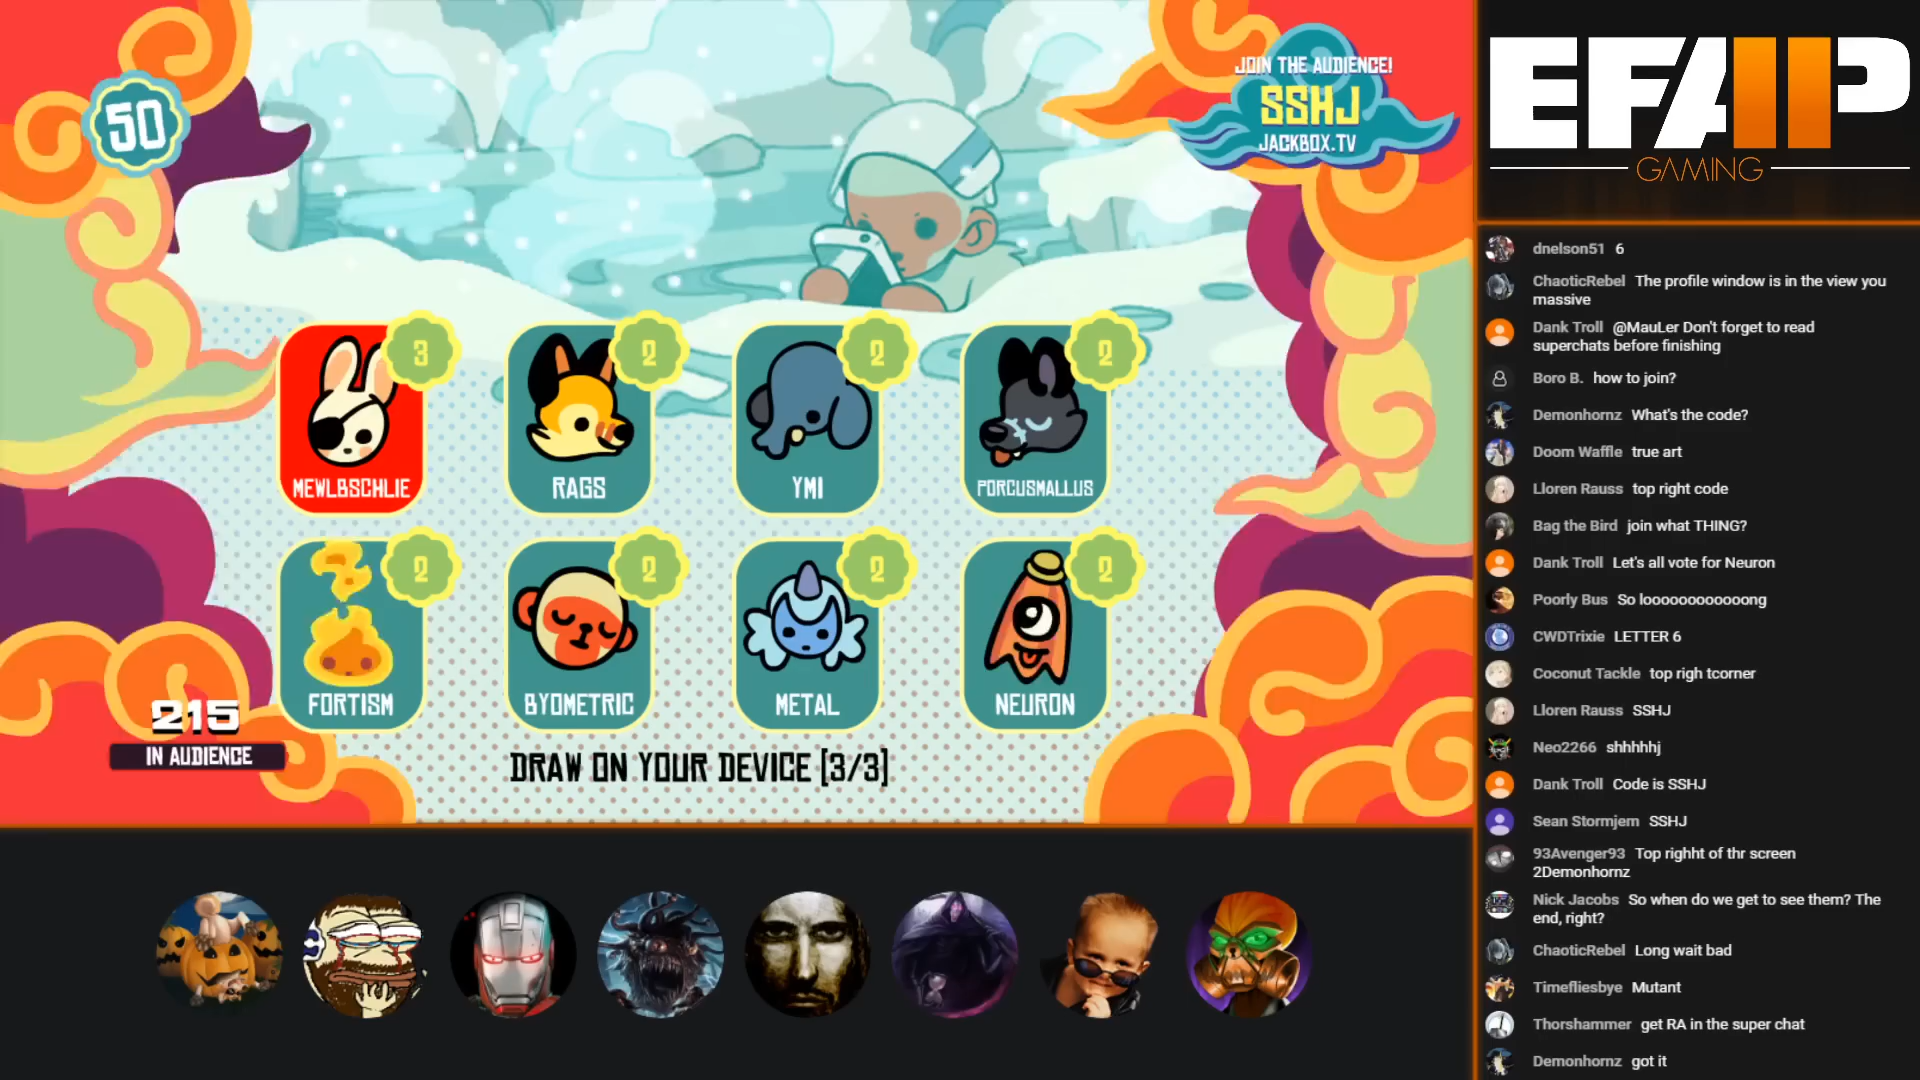 50
JOIN THE AUDIENCE!
SSHJ
JACKBOX.TV
3
2
2
2
MEWLBSCHLIE
RAGS
YMI
PORCUSMALLUS
2
2
2
2
FORTISM
BYOMETRIC
METAL
NEURON
215
IN AUDIENCE
DRAW ON YOUR DEVICE [3/3]
EFAP
GAMING
dnelson51 6
ChaoticRebel The profile window is in the view you
massive
Dank Troll @MauLer Don't forget to read
superchats before finishing
Boro B. how to join?
Demonhornz What's the code?
Doom Waffle true art
Lloren Rauss top right code
Bag the Bird join what THING?
Dank Troll Let's all vote for Neuron
Poorly Bus So looooooooooong
CWDTrixie LETTER 6
Coconut Tackle top righ tcorner
Lloren Rauss SSHJ
Neo2266 shhhhhj
Dank Troll Code is SSHJ
Sean Stormjem SSHJ
93Avenger93 Top righht of thr screen
2Demonhornz
Nick Jacobs So when do we get to see them? The
end, right?
ChaoticRebel Long wait bad
Timefliesbye Mutant
Thorshammer get RA in the super chat
Demonhornz got it